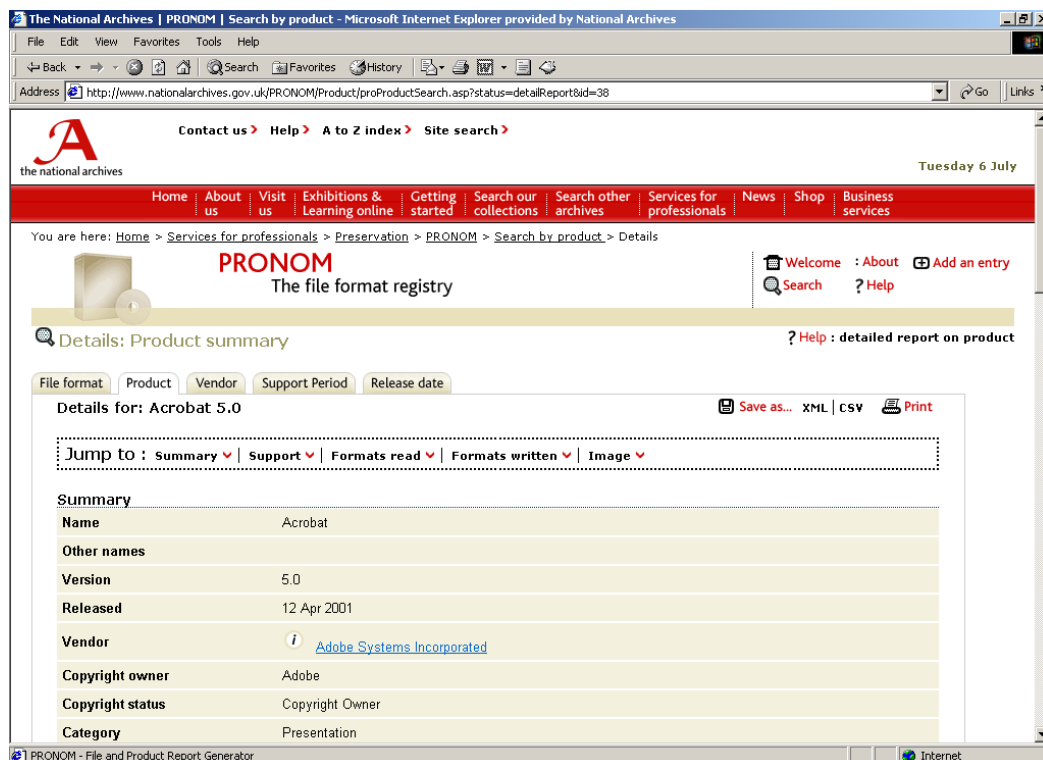 The National Archives | PRONOM | Search by product - Microsoft Internet Explorer provided by National Archives
File Edit View Favorites Tools Help
Back Search Favorites History
Address http://www.nationalarchives.gov.uk/PRONOM/Product/proProductSearch.asp?status=detailReport&id=38 Go Links
Contact us Help A to Z index Site search
A
the national archives
Tuesday 6 July
Home About us Visit us Exhibitions & Learning online Getting started Search our collections Search other archives Services for professionals News Shop Business services
You are here: Home > Services for professionals > Preservation > PRONOM > Search by product > Details
PRONOM
The file format registry
Welcome : About Add an entry
Search ? Help
Details: Product summary
? Help : detailed report on product
File format Product Vendor Support Period Release date
Details for: Acrobat 5.0
Save as... XML | CSV Print
Jump to : Summary | Support | Formats read | Formats written | Image
Summary
Name Acrobat
Other names
Version 5.0
Released 12 Apr 2001
Vendor i Adobe Systems Incorporated
Copyright owner Adobe
Copyright status Copyright Owner
Category Presentation
PRONOM - File and Product Report Generator Internet